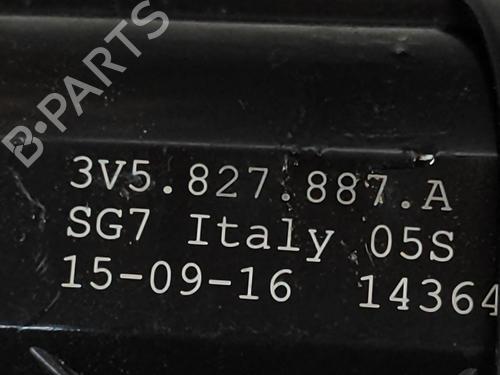 B-PARTS
3V5.827.887.A
SG7 Italy 05S
15-09-16 14364